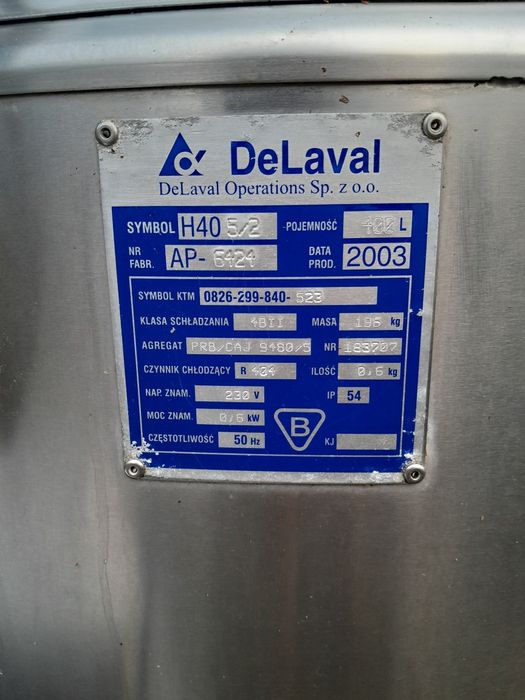 DeLaval
DeLaval Operations Sp. z o.o.
SYMBOL H40 5/2 -POJEMNOŚĆ 400 L
NR FABR. AP- 6424 DATA PROD. 2003
SYMBOL KTM 0826-299-840- 523
KLASA SCHŁADZANIA 4BII MASA 196 kg
AGREGAT PRB/CAJ 9480/5 NR 183707
CZYNNIK CHŁODZĄCY R 404 ILOŚĆ 0,6 kg
NAP. ZNAM. 230 V IP 54
MOC ZNAM. 0,6 kW B KJ
CZĘSTOTLIWOŚĆ 50 Hz